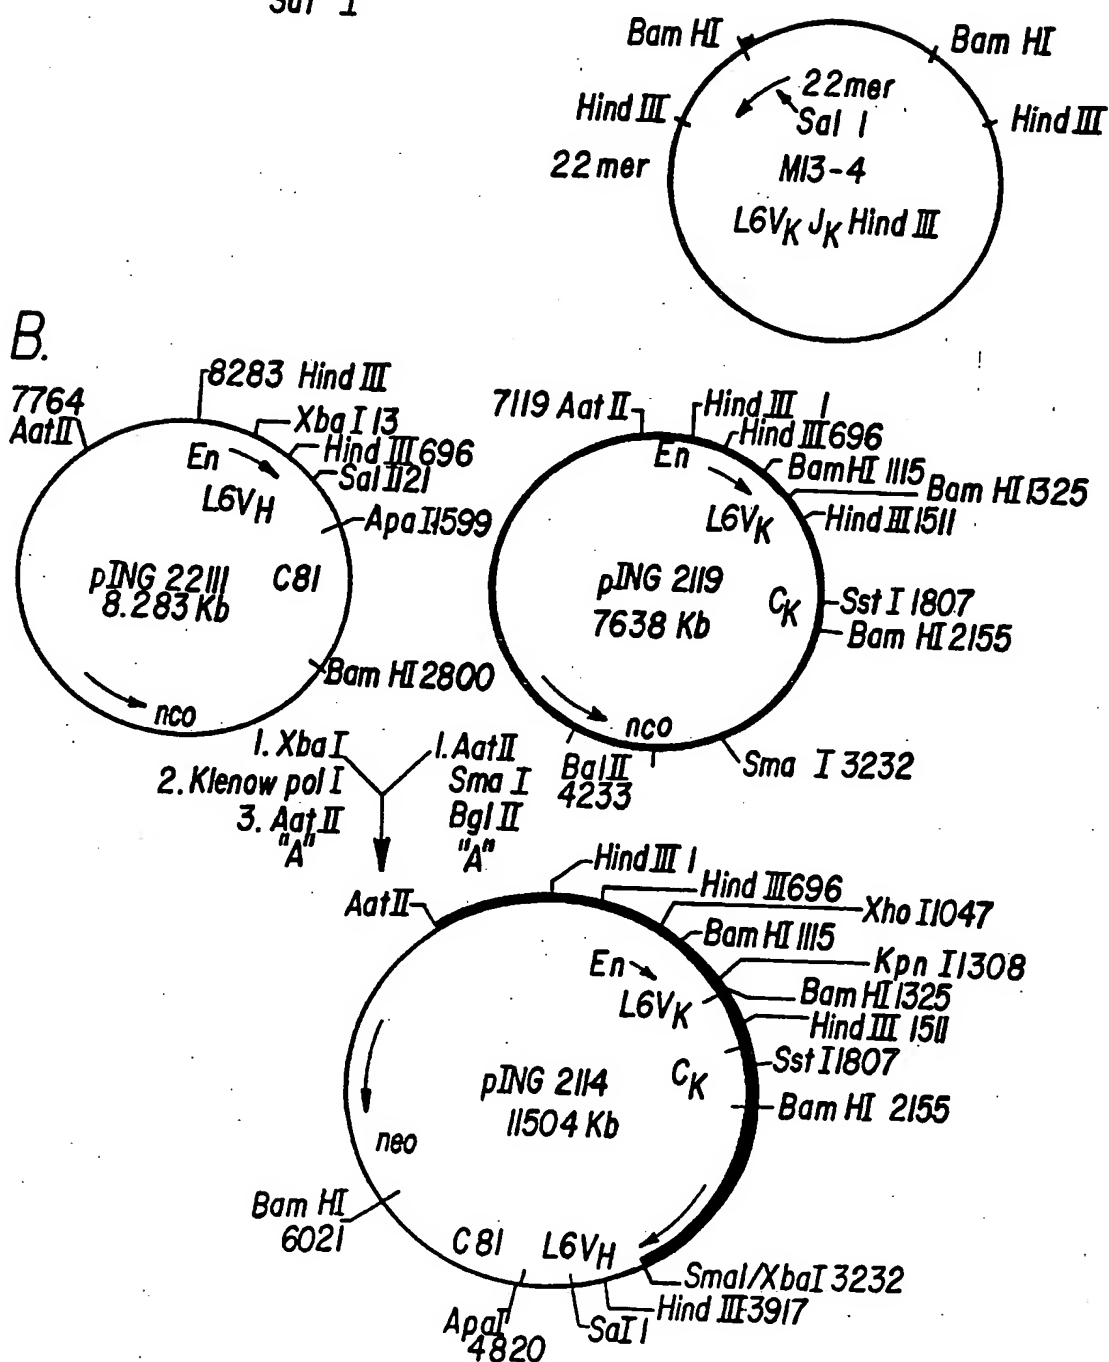 Sal I
Bam HI
Bam HI
Hind III
Hind III
22mer
Sal I
22 mer
M13-4
L6VK JK Hind III
B.
8283 Hind III
7764
Aat II
Xba I 13
Hind III 696
Sal I 1121
Apa I 1599
En
L6VH
C81
pING 22111
8.283 Kb
Bam HI 2800
nco
7119 Aat II
Hind III 1
Hind III 696
Bam HI 1115
Bam HI 1325
Hind III 1511
En
L6VK
pING 2119
7638 Kb
CK
Sst I 1807
Bam HI 2155
nco
Sma I 3232
Bal II
4233
1. Xba I
2. Klenow pol I
3. Aat II
"A"
1. Aat II
Sma I
Bgl II
"A"
Hind III 1
Hind III 696
Aat II
Xho I 1047
Bam HI 1115
Kpn I 1308
Bam HI 1325
Hind III 1511
Sst I 1807
Bam HI 2155
En
L6VK
CK
pING 2114
11504 Kb
neo
Bam HI
6021
C81
L6VH
Sma I/Xba I 3232
Hind III 3917
Sal I
Apa I
4820